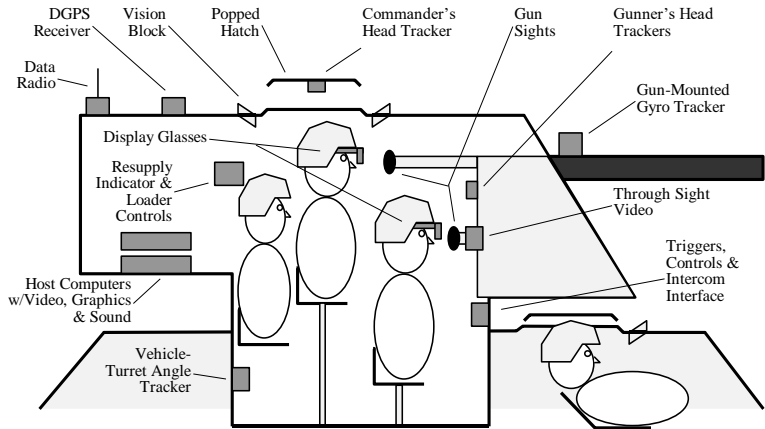 DGPS
Receiver
Vision
Block
Popped
Hatch
Commander's
Head Tracker
Gun
Sights
Gunner's Head
Trackers
Data
Radio
Gun-Mounted
Gyro Tracker
Display Glasses
Resupply
Indicator &
Loader
Controls
Through Sight
Video
Triggers,
Controls &
Intercom
Interface
Host Computers
w/Video, Graphics
& Sound
Vehicle-
Turret Angle
Tracker